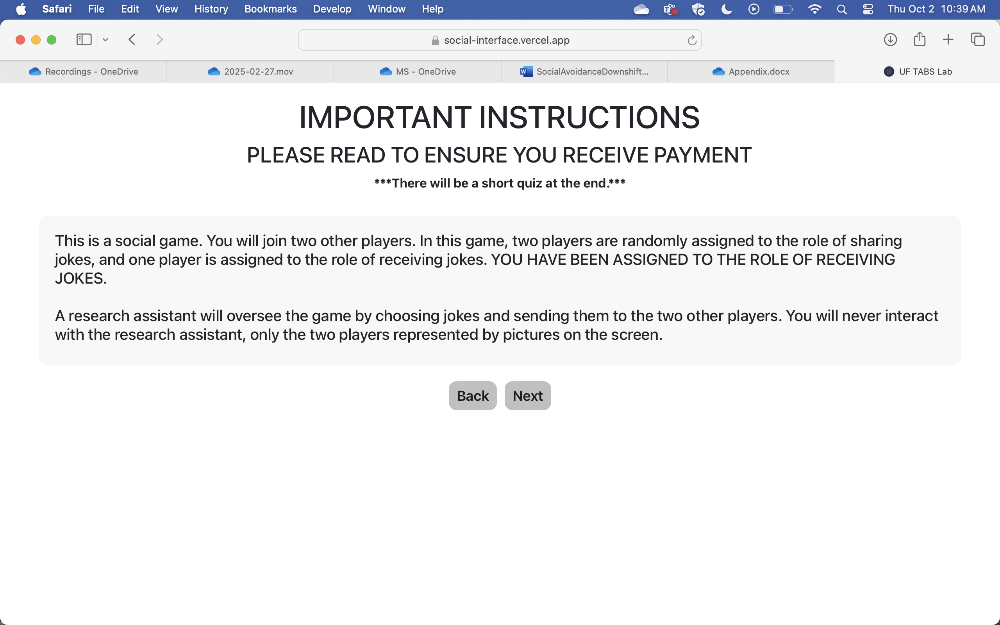 Safari File Edit View History Bookmarks Develop Window Help Thu Oct 2 10:39 AM
social-interface.vercel.app
Recordings - OneDrive 2025-02-27.mov MS - OneDrive SocialAvoidanceDownshift... Appendix.docx UF TABS Lab
IMPORTANT INSTRUCTIONS
PLEASE READ TO ENSURE YOU RECEIVE PAYMENT
***There will be a short quiz at the end.***
This is a social game. You will join two other players. In this game, two players are randomly assigned to the role of sharing
jokes, and one player is assigned to the role of receiving jokes. YOU HAVE BEEN ASSIGNED TO THE ROLE OF RECEIVING
JOKES.
A research assistant will oversee the game by choosing jokes and sending them to the two other players. You will never interact
with the research assistant, only the two players represented by pictures on the screen.
Back Next